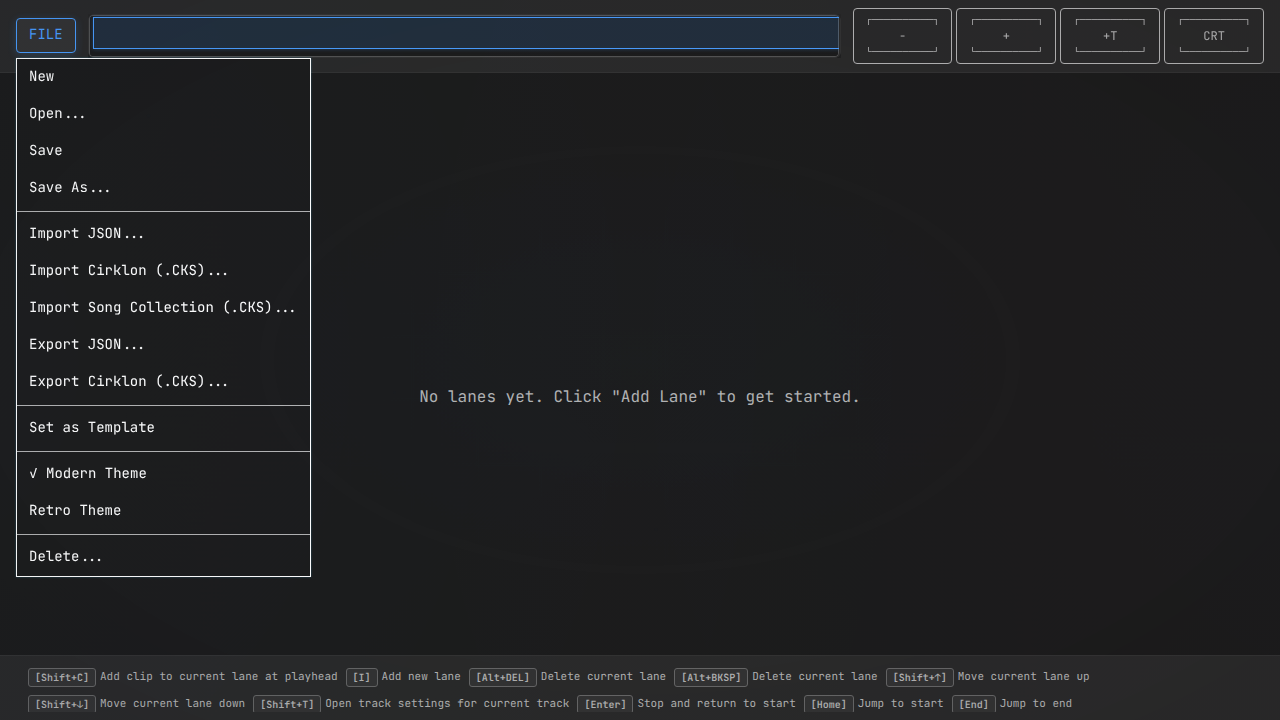 FILE - + +T CRT
New
Open...
Save
Save As...
Import JSON...
Import Cirklon (.CKS)...
Import Song Collection (.CKS)...
Export JSON...
Export Cirklon (.CKS)...
No lanes yet. Click "Add Lane" to get started.
Set as Template
√ Modern Theme
Retro Theme
Delete...
[Shift+C] Add clip to current lane at playhead [I] Add new lane [Alt+DEL] Delete current lane [Alt+BKSP] Delete current lane [Shift+↑] Move current lane up
[Shift+↓] Move current lane down [Shift+T] Open track settings for current track [Enter] Stop and return to start [Home] Jump to start [End] Jump to end